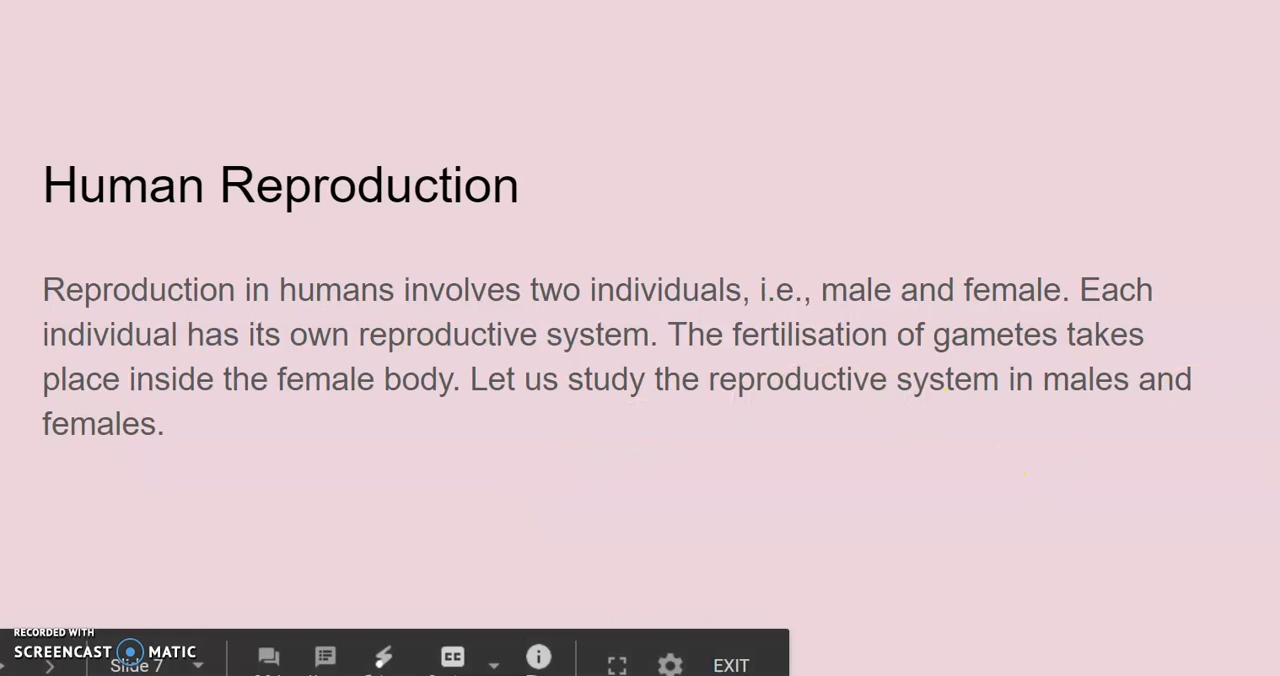 Human Reproduction
Reproduction in humans involves two individuals, i.e., male and female. Each
individual has its own reproductive system. The fertilisation of gametes takes
place inside the female body. Let us study the reproductive system in males and
females.
RECORDED WITH
SCREENCAST MATIC
Slide 7
CC
EXIT